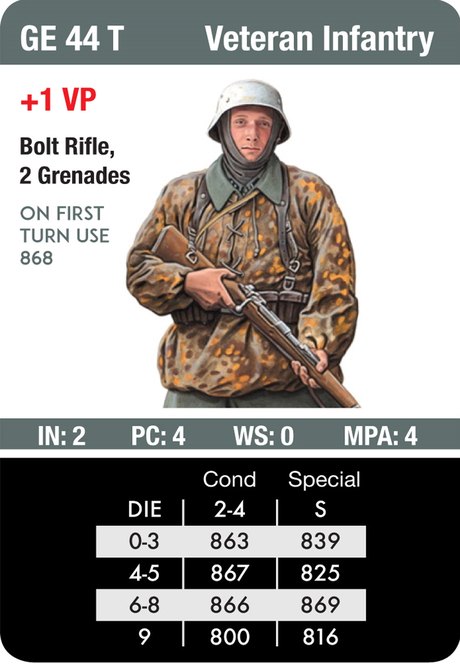 GE 44 T Veteran Infantry
+1 VP
Bolt Rifle,
2 Grenades
ON FIRST
TURN USE
868
IN: 2 PC: 4 WS: 0 MPA: 4
Cond Special
DIE 2-4 S
0-3 863 839
4-5 867 825
6-8 866 869
9 800 816